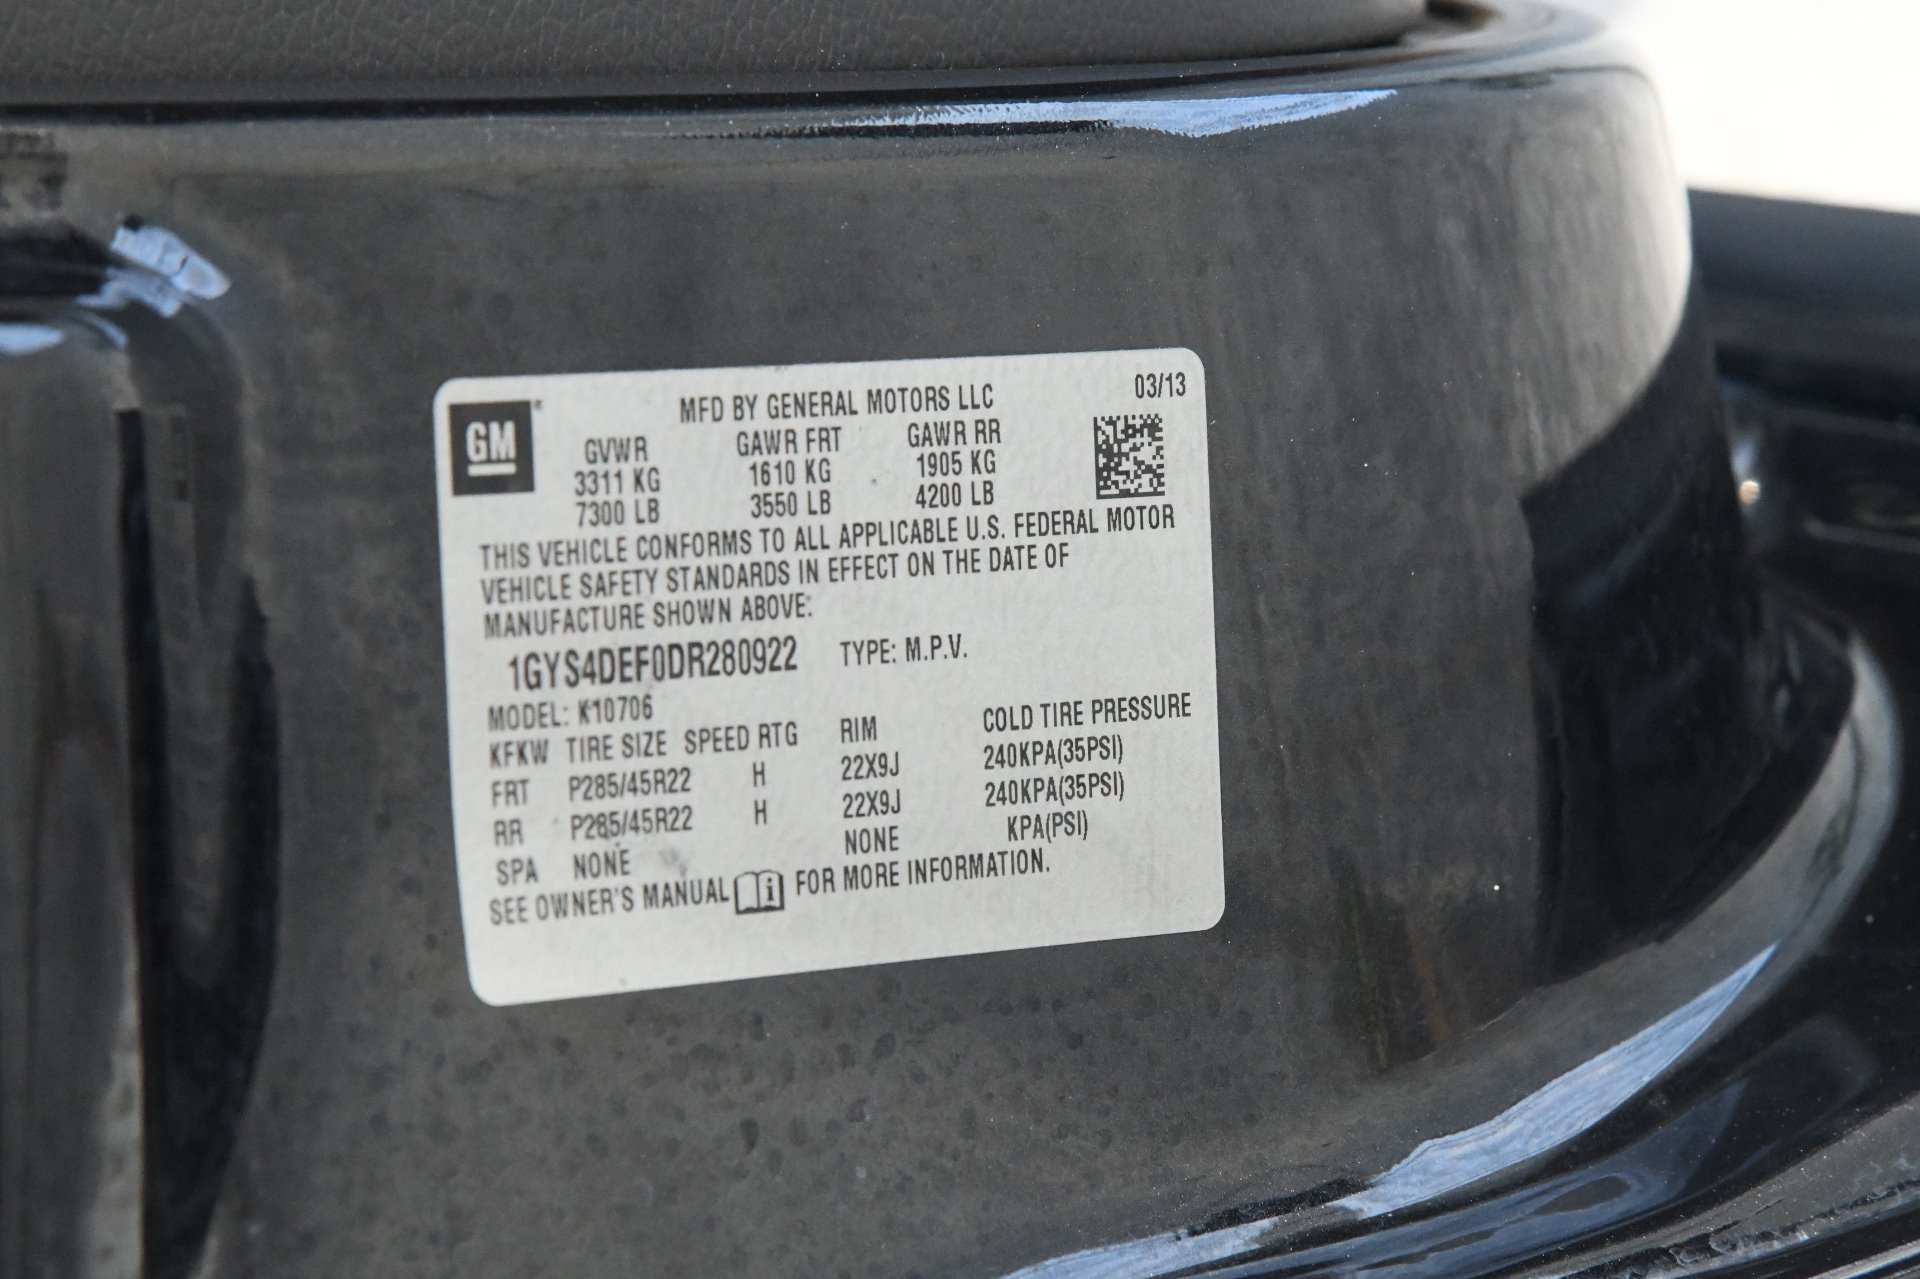 GM
MFD BY GENERAL MOTORS LLC 03/13
GVWR GAWR FRT GAWR RR
3311 KG 1610 KG 1905 KG
7300 LB 3550 LB 4200 LB
THIS VEHICLE CONFORMS TO ALL APPLICABLE U.S. FEDERAL MOTOR
VEHICLE SAFETY STANDARDS IN EFFECT ON THE DATE OF
MANUFACTURE SHOWN ABOVE:
1GYS4DEF0DR280922 TYPE: M.P.V.
MODEL: K10706
KFKW TIRE SIZE SPEED RTG RIM COLD TIRE PRESSURE
FRT P285/45R22 H 22X9J 240KPA(35PSI)
RR P285/45R22 H 22X9J 240KPA(35PSI)
SPA NONE NONE KPA(PSI)
SEE OWNER'S MANUAL i FOR MORE INFORMATION.